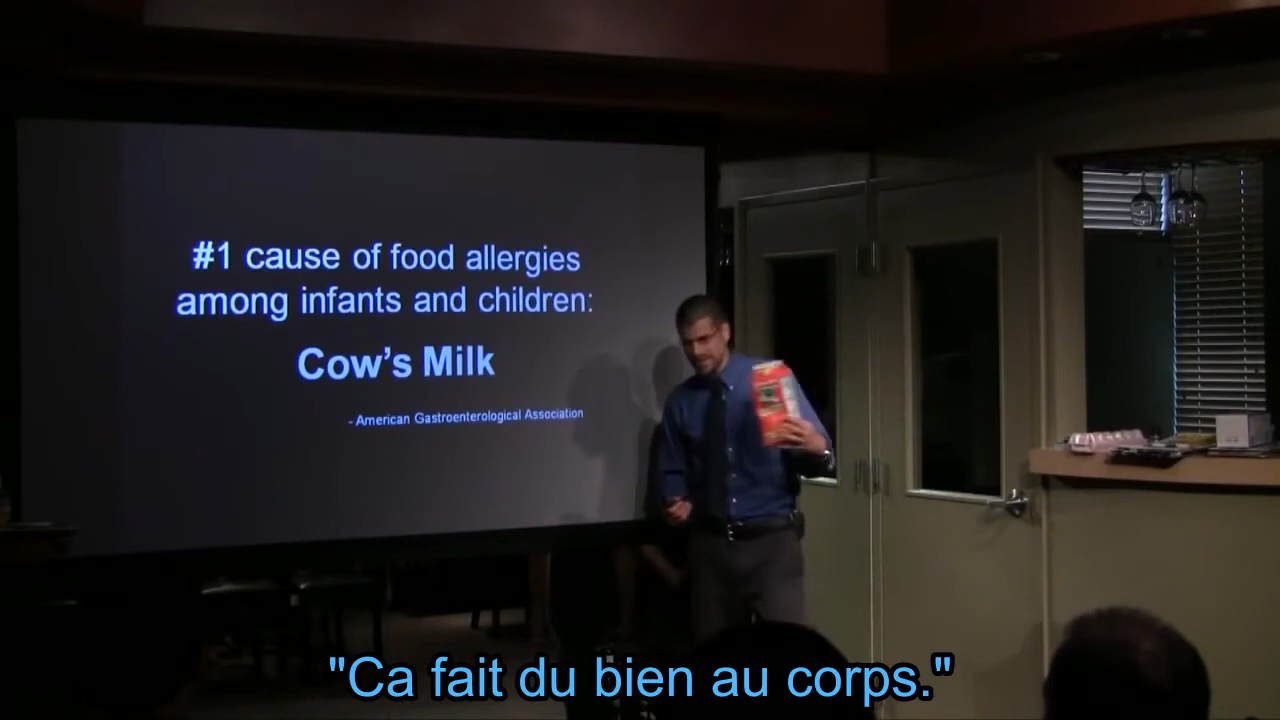 #1 cause of food allergies
among infants and children:
Cow's Milk
- American Gastroenterological Association
"Ca fait du bien au corps."